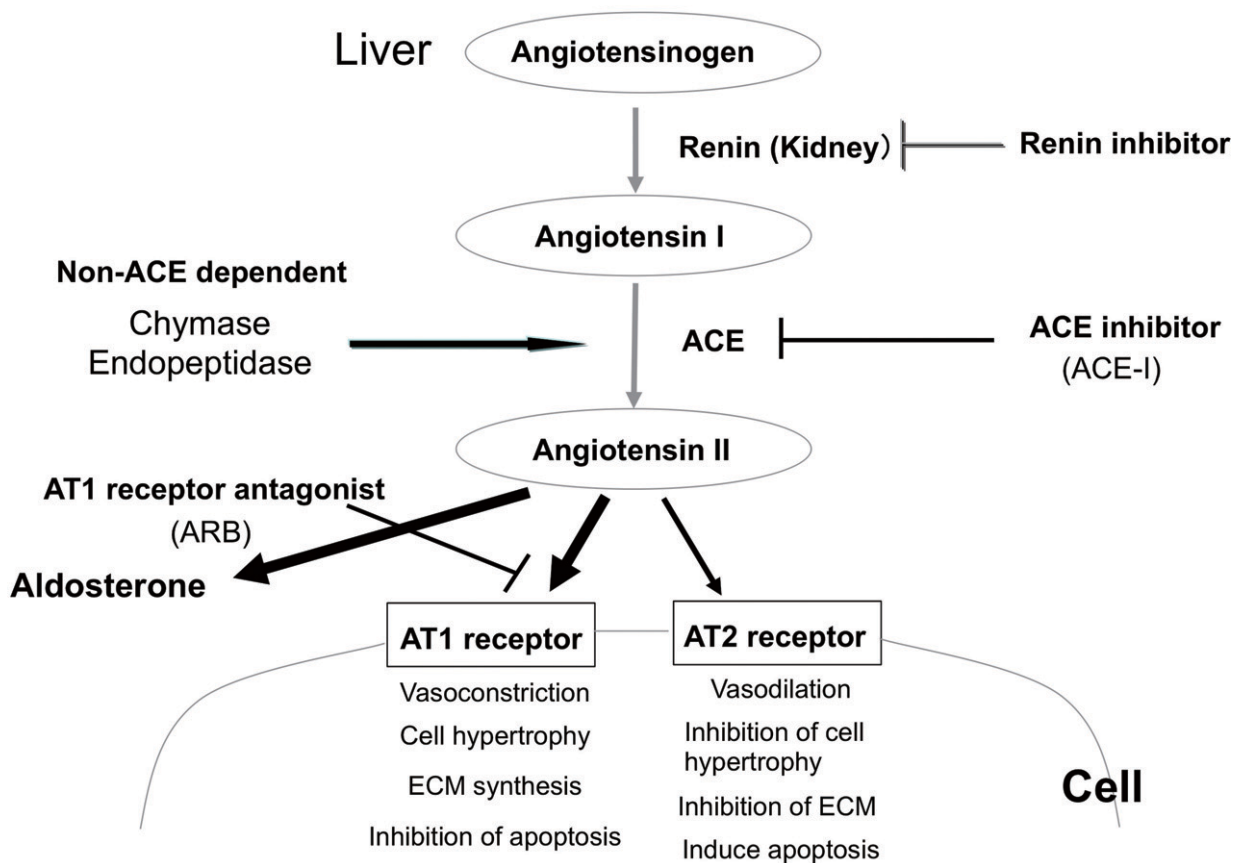 Liver
Angiotensinogen
Renin (Kidney)
Renin inhibitor
Angiotensin I
Non-ACE dependent
Chymase
Endopeptidase
ACE
ACE inhibitor
(ACE-I)
Angiotensin II
AT1 receptor antagonist
(ARB)
Aldosterone
AT1 receptor
AT2 receptor
Vasoconstriction
Cell hypertrophy
ECM synthesis
Inhibition of apoptosis
Vasodilation
Inhibition of cell
hypertrophy
Inhibition of ECM
Induce apoptosis
Cell